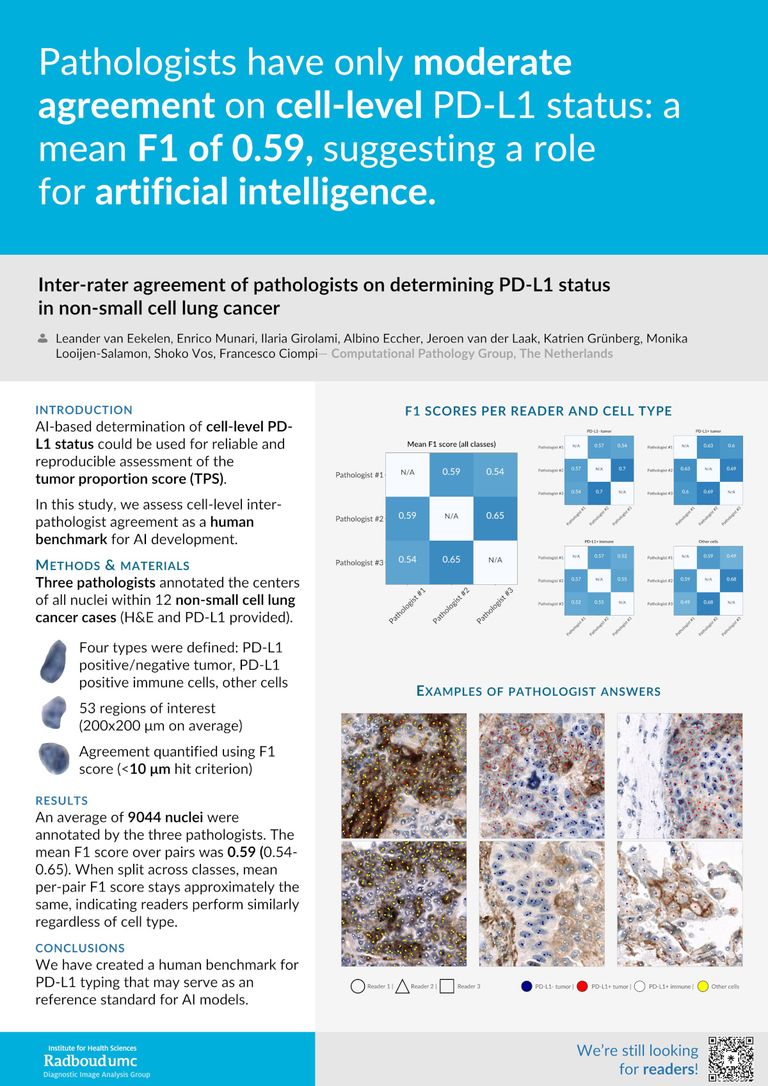 Pathologists have only moderate
agreement on cell-level PD-L1 status: a
mean F1 of 0.59, suggesting a role
for artificial intelligence.
Inter-rater agreement of pathologists on determining PD-L1 status
in non-small cell lung cancer
Leander van Eekelen, Enrico Munari, Ilaria Girolami, Albino Eccher, Jeroen van der Laak, Katrien Grünberg, Monika
Looijen-Salamon, Shoko Vos, Francesco Ciompi— Computational Pathology Group, The Netherlands
INTRODUCTION
AI-based determination of cell-level PD-
L1 status could be used for reliable and
reproducible assessment of the
tumor proportion score (TPS).
In this study, we assess cell-level inter-
pathologist agreement as a human
benchmark for AI development.
METHODS & MATERIALS
Three pathologists annotated the centers
of all nuclei within 12 non-small cell lung
cancer cases (H&E and PD-L1 provided).
Four types were defined: PD-L1
positive/negative tumor, PD-L1
positive immune cells, other cells
53 regions of interest
(200x200 µm on average)
Agreement quantified using F1
score (<10 µm hit criterion)
RESULTS
An average of 9044 nuclei were
annotated by the three pathologists. The
mean F1 score over pairs was 0.59 (0.54-
0.65). When split across classes, mean
per-pair F1 score stays approximately the
same, indicating readers perform similarly
regardless of cell type.
CONCLUSIONS
We have created a human benchmark for
PD-L1 typing that may serve as an
reference standard for AI models.
F1 SCORES PER READER AND CELL TYPE
Mean F1 score (all classes)
Pathologist #1 N/A 0.59 0.54
Pathologist #2 0.59 N/A 0.65
Pathologist #3 0.54 0.65 N/A
Pathologist #1 Pathologist #2 Pathologist #3
PD-L1- tumor
Pathologist #1 N/A 0.57 0.54
Pathologist #2 0.57 N/A 0.7
Pathologist #3 0.54 0.7 N/A
Pathologist #1 Pathologist #2 Pathologist #3
PD-L1+ tumor
Pathologist #1 N/A 0.63 0.6
Pathologist #2 0.63 N/A 0.69
Pathologist #3 0.6 0.69 N/A
Pathologist #1 Pathologist #2 Pathologist #3
PD-L1+ immune
Pathologist #1 N/A 0.57 0.52
Pathologist #2 0.57 N/A 0.55
Pathologist #3 0.52 0.55 N/A
Pathologist #1 Pathologist #2 Pathologist #3
Other cells
Pathologist #1 N/A 0.59 0.49
Pathologist #2 0.59 N/A 0.68
Pathologist #3 0.49 0.68 N/A
Pathologist #1 Pathologist #2 Pathologist #3
EXAMPLES OF PATHOLOGIST ANSWERS
Reader 1 | Reader 2 | Reader 3
PD-L1- tumor | PD-L1+ tumor | PD-L1+ immune | Other cells
Institute for Health Sciences
Radboudumc
Diagnostic Image Analysis Group
We're still looking
for readers!